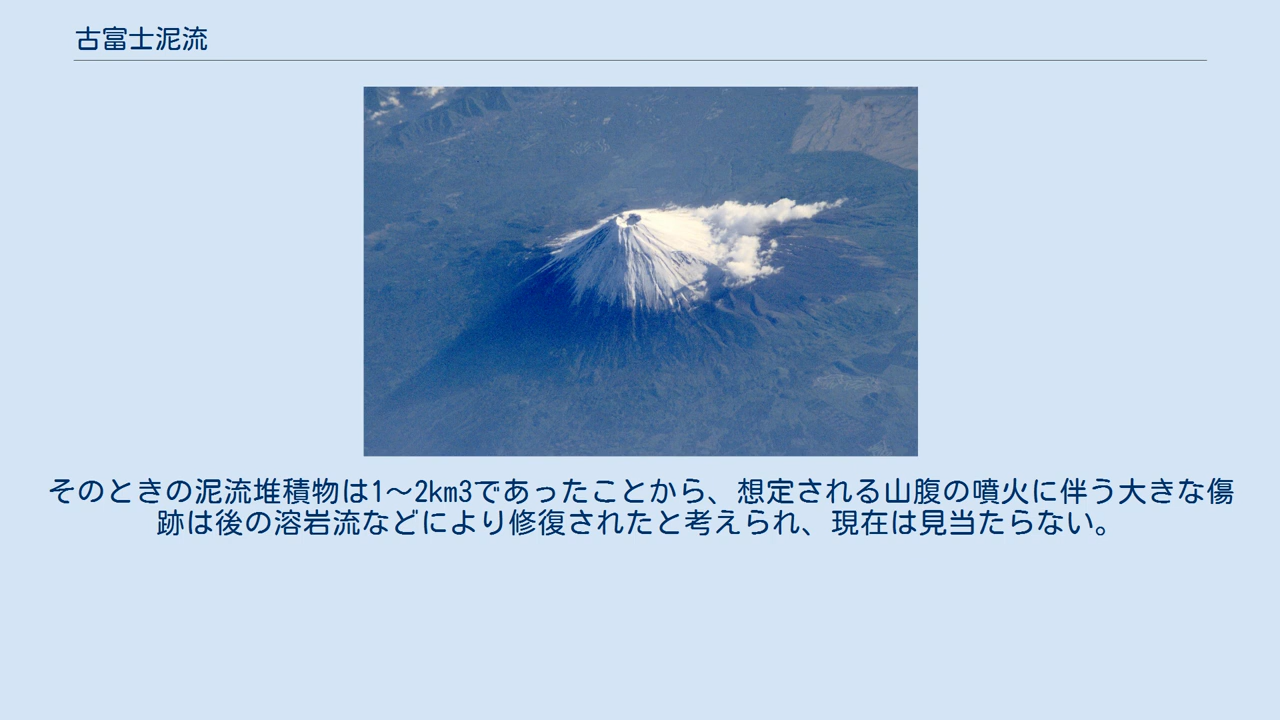 古富士泥流
そのときの泥流堆積物は1～2km3であったことから、想定される山腹の噴火に伴う大きな傷
跡は後の溶岩流などにより修復されたと考えられ、現在は見当たらない。